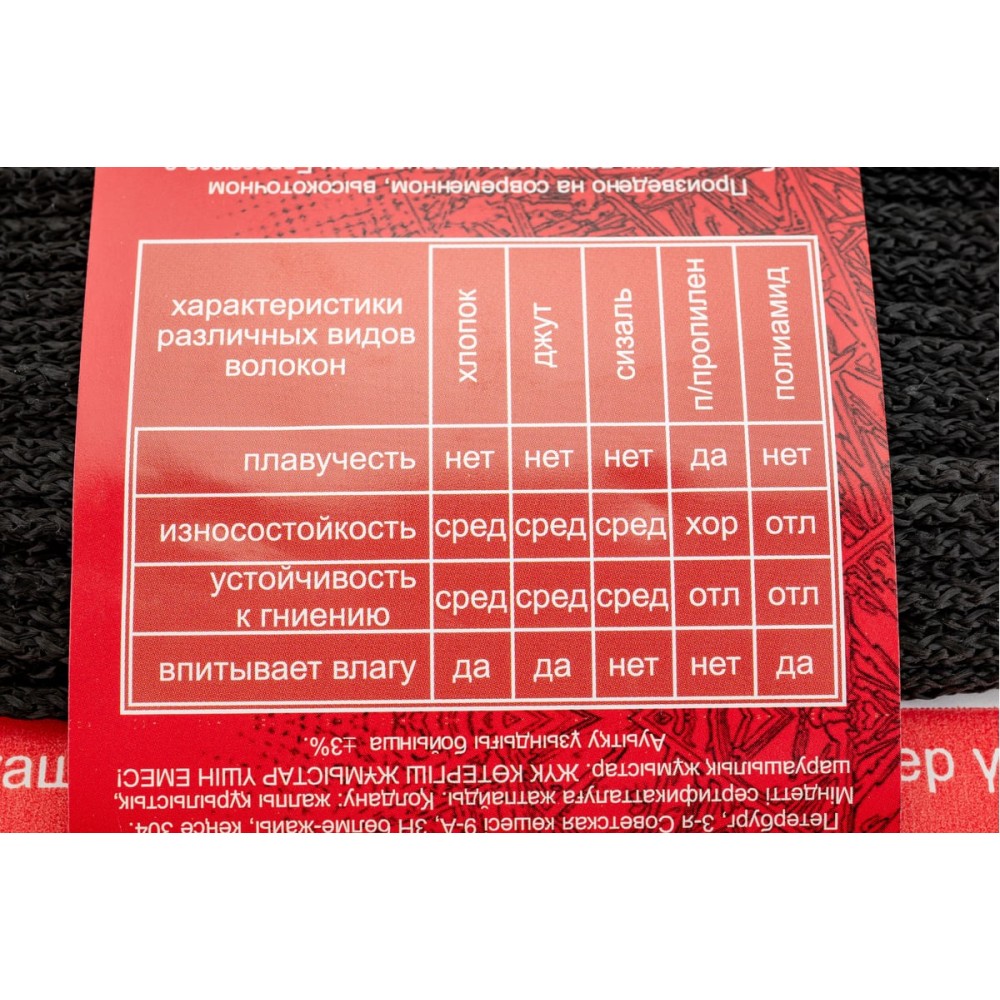 Произведено на современном, высокоточном
характеристики
различных видов
волокон
хлопок
джут
сизаль
п/пропилен
полиамид
плавучесть нет нет нет да нет
износостойкость сред сред сред хор отл
устойчивость
к гниению сред сред сред отл отл
впитывает влагу да да нет нет да
Петербург, 3-я Советская көшесі 9-А, 3Н бөлме-жайы, кеңсе 304.
Міндетті сертификатталуға жатпайды. Қолдану: жалпы құрылыстық,
шаруашылық жұмыстар. ЖҮК КӨТЕРГІШ ЖҰМЫСТАР ҮШІН ЕМЕС!
Ауытқу ұзындығы бойынша ±3%.
уаш
ер ү